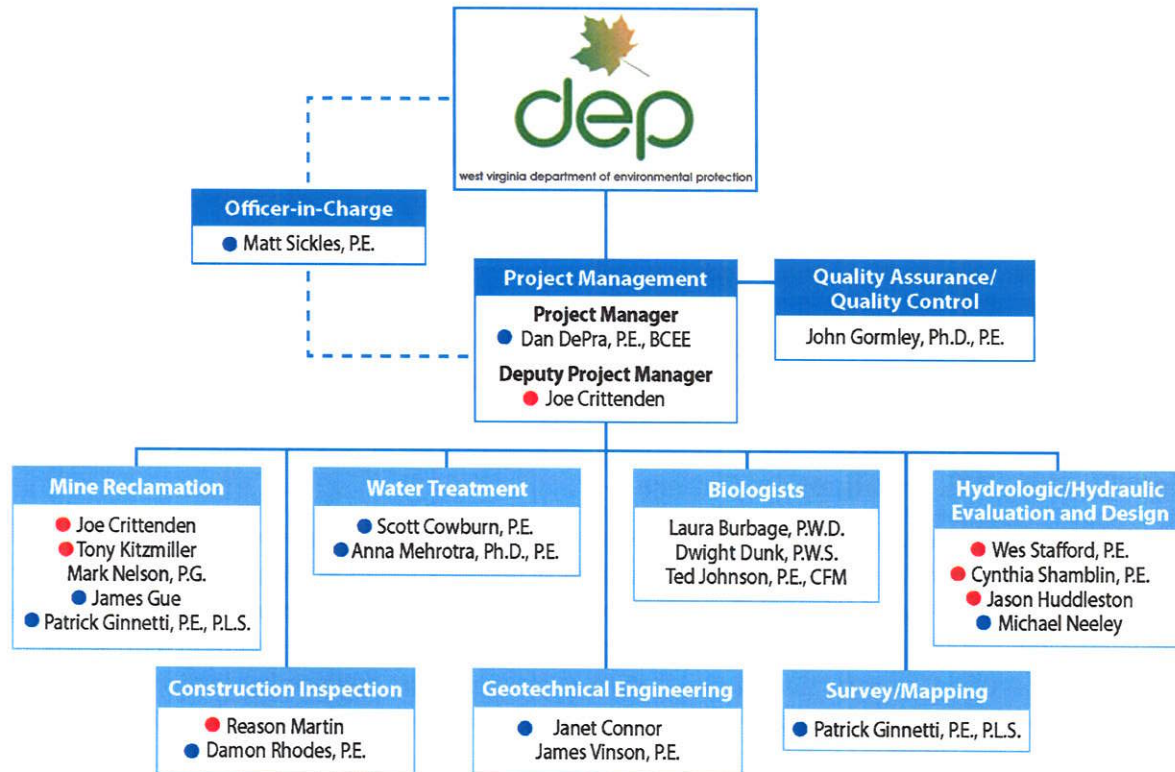 dep
west virginia department of environmental protection
Officer-in-Charge
Matt Sickles, P.E.
Project Management
Project Manager
Dan DePra, P.E., BCEE
Deputy Project Manager
Joe Crittenden
Quality Assurance/
Quality Control
John Gormley, Ph.D., P.E.
Mine Reclamation
Joe Crittenden
Tony Kitzmiller
Mark Nelson, P.G.
James Gue
Patrick Ginnetti, P.E., P.L.S.
Water Treatment
Scott Cowburn, P.E.
Anna Mehrotra, Ph.D., P.E.
Biologists
Laura Burbage, P.W.D.
Dwight Dunk, P.W.S.
Ted Johnson, P.E., CFM
Hydrologic/Hydraulic
Evaluation and Design
Wes Stafford, P.E.
Cynthia Shamblin, P.E.
Jason Huddleston
Michael Neeley
Construction Inspection
Reason Martin
Damon Rhodes, P.E.
Geotechnical Engineering
Janet Connor
James Vinson, P.E.
Survey/Mapping
Patrick Ginnetti, P.E., P.L.S.